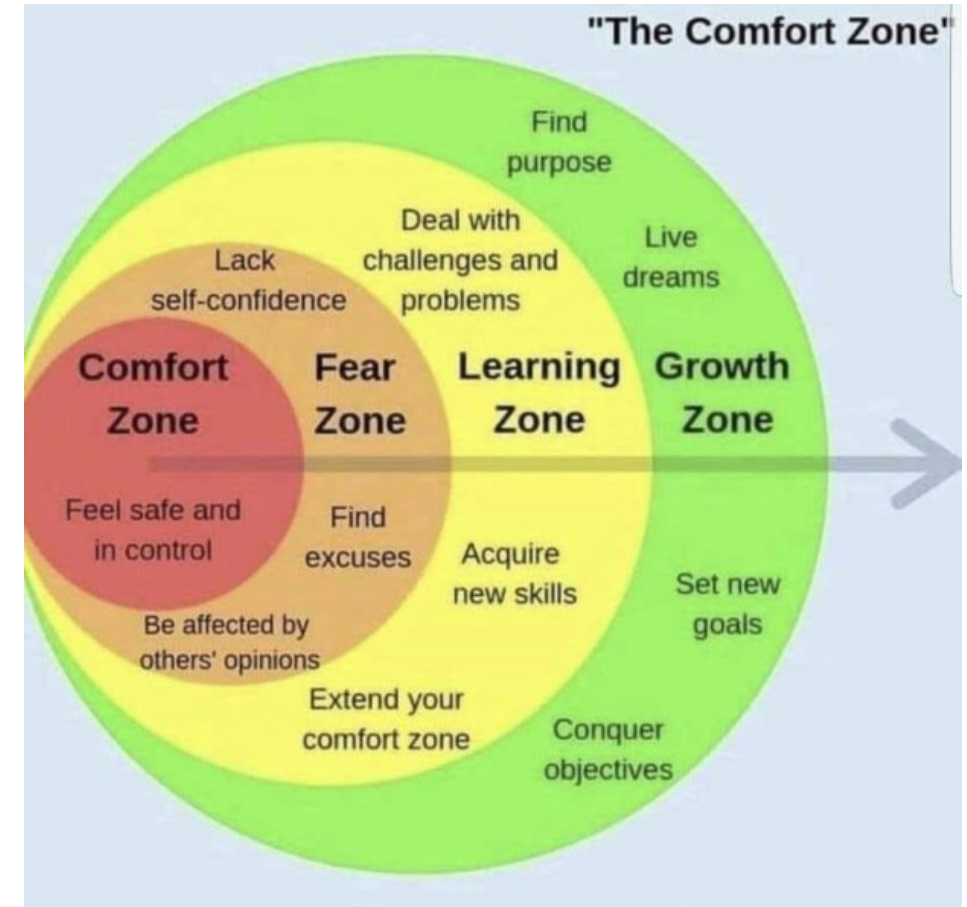 "The Comfort Zone"
Find
purpose
Live
dreams
Deal with
challenges and
problems
Lack
self-confidence
Comfort
Zone
Fear
Zone
Learning
Zone
Growth
Zone
Feel safe and
in control
Find
excuses
Acquire
new skills
Set new
goals
Be affected by
others' opinions
Extend your
comfort zone
Conquer
objectives